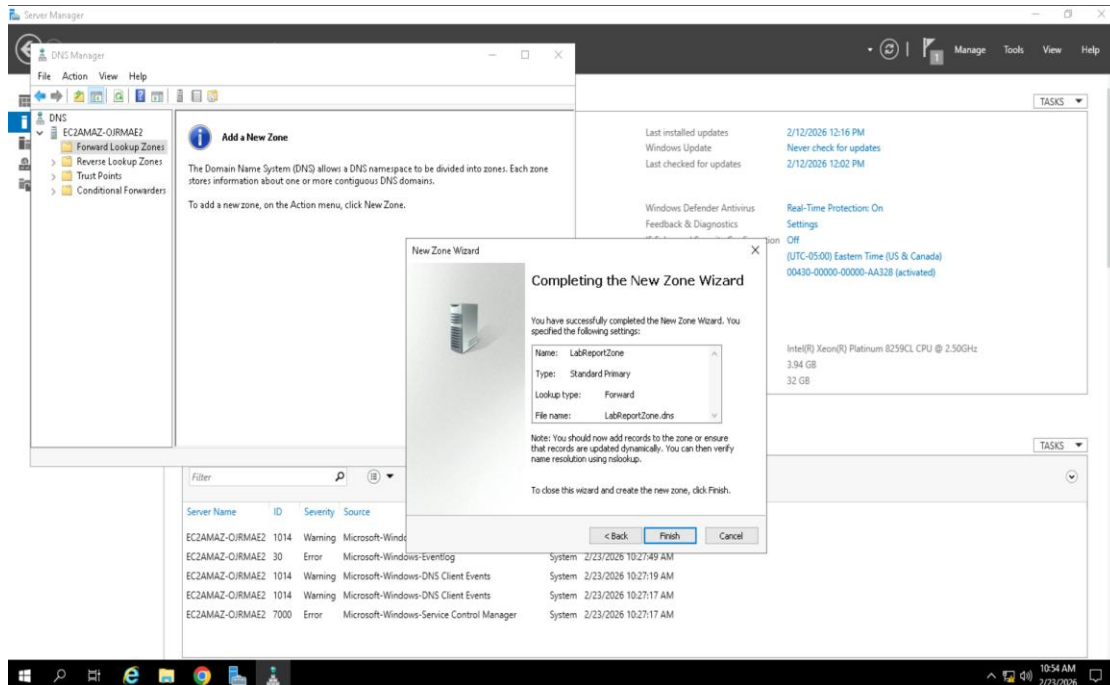 Server Manager
Manage Tools View Help
1
DNS Manager
File Action View Help
DNS
EC2AMAZ-OJRMAE2
Forward Lookup Zones
Reverse Lookup Zones
Trust Points
Conditional Forwarders
Add a New Zone
The Domain Name System (DNS) allows a DNS namespace to be divided into zones. Each zone
stores information about one or more contiguous DNS domains.
To add a new zone, on the Action menu, click New Zone.
TASKS
Last installed updates 2/12/2026 12:16 PM
Windows Update Never check for updates
Last checked for updates 2/12/2026 12:02 PM
Windows Defender Antivirus Real-Time Protection: On
Feedback & Diagnostics Settings
Off
(UTC-05:00) Eastern Time (US & Canada)
00430-00000-00000-AA328 (activated)
Intel(R) Xeon(R) Platinum 8259CL CPU @ 2.50GHz
3.94 GB
32 GB
New Zone Wizard
Completing the New Zone Wizard
You have successfully completed the New Zone Wizard. You
specified the following settings:
Name: LabReportZone
Type: Standard Primary
Lookup type: Forward
File name: LabReportZone.dns
Note: You should now add records to the zone or ensure
that records are updated dynamically. You can then verify
name resolution using nslookup.
To close this wizard and create the new zone, click Finish.
< Back Finish Cancel
TASKS
Filter
Server Name ID Severity Source
EC2AMAZ-OJRMAE2 1014 Warning Microsoft-Windo
EC2AMAZ-OJRMAE2 30 Error Microsoft-Windows-Eventlog System 2/23/2026 10:27:49 AM
EC2AMAZ-OJRMAE2 1014 Warning Microsoft-Windows-DNS Client Events System 2/23/2026 10:27:19 AM
EC2AMAZ-OJRMAE2 1014 Warning Microsoft-Windows-DNS Client Events System 2/23/2026 10:27:17 AM
EC2AMAZ-OJRMAE2 7000 Error Microsoft-Windows-Service Control Manager System 2/23/2026 10:27:17 AM
10:54 AM
2/23/2026